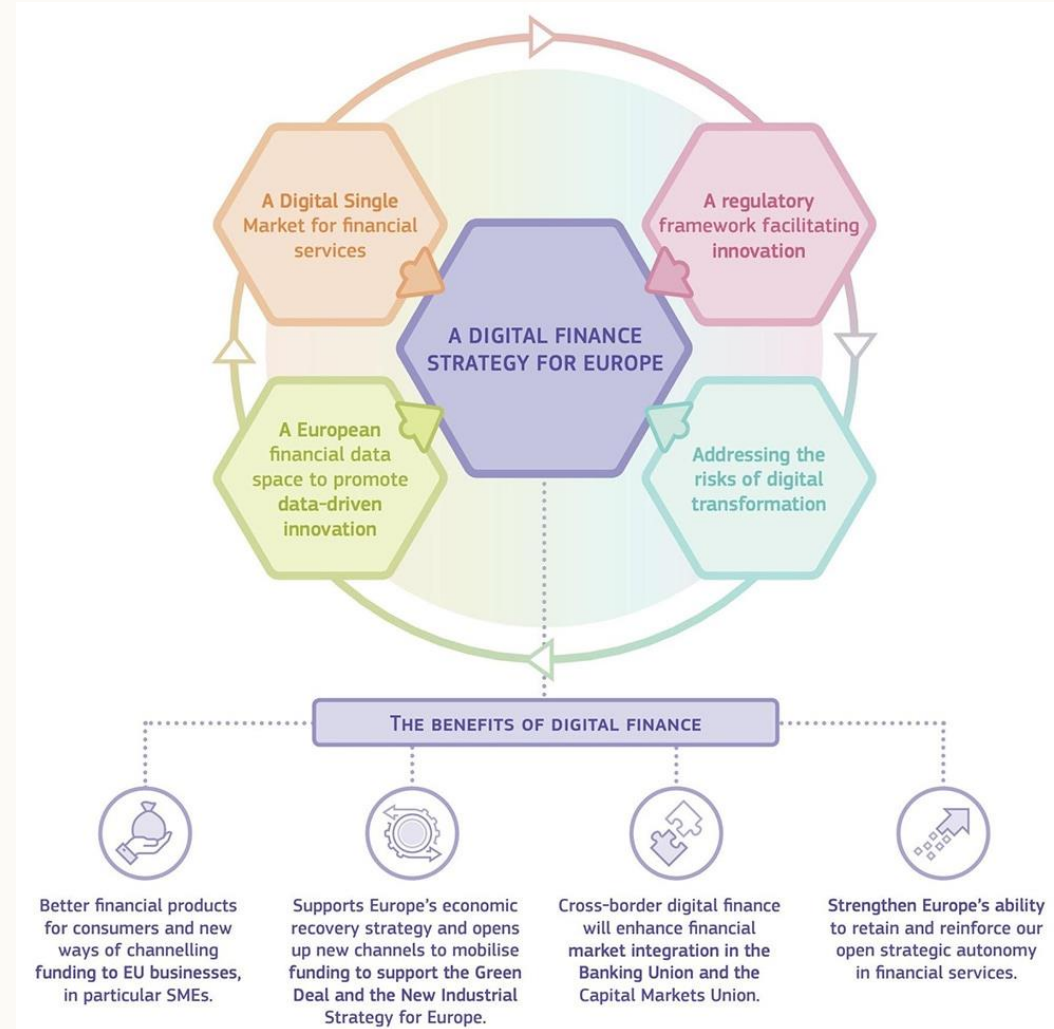 A Digital Single
Market for financial
services
A regulatory
framework facilitating
innovation
A DIGITAL FINANCE
STRATEGY FOR EUROPE
A European
financial data
space to promote
data-driven
innovation
Addressing the
risks of digital
transformation
THE BENEFITS OF DIGITAL FINANCE
Better financial products
for consumers and new
ways of channelling
funding to EU businesses,
in particular SMEs.
Supports Europe's economic
recovery strategy and opens
up new channels to mobilise
funding to support the Green
Deal and the New Industrial
Strategy for Europe.
Cross-border digital finance
will enhance financial
market integration in the
Banking Union and the
Capital Markets Union.
Strengthen Europe's ability
to retain and reinforce our
open strategic autonomy
in financial services.